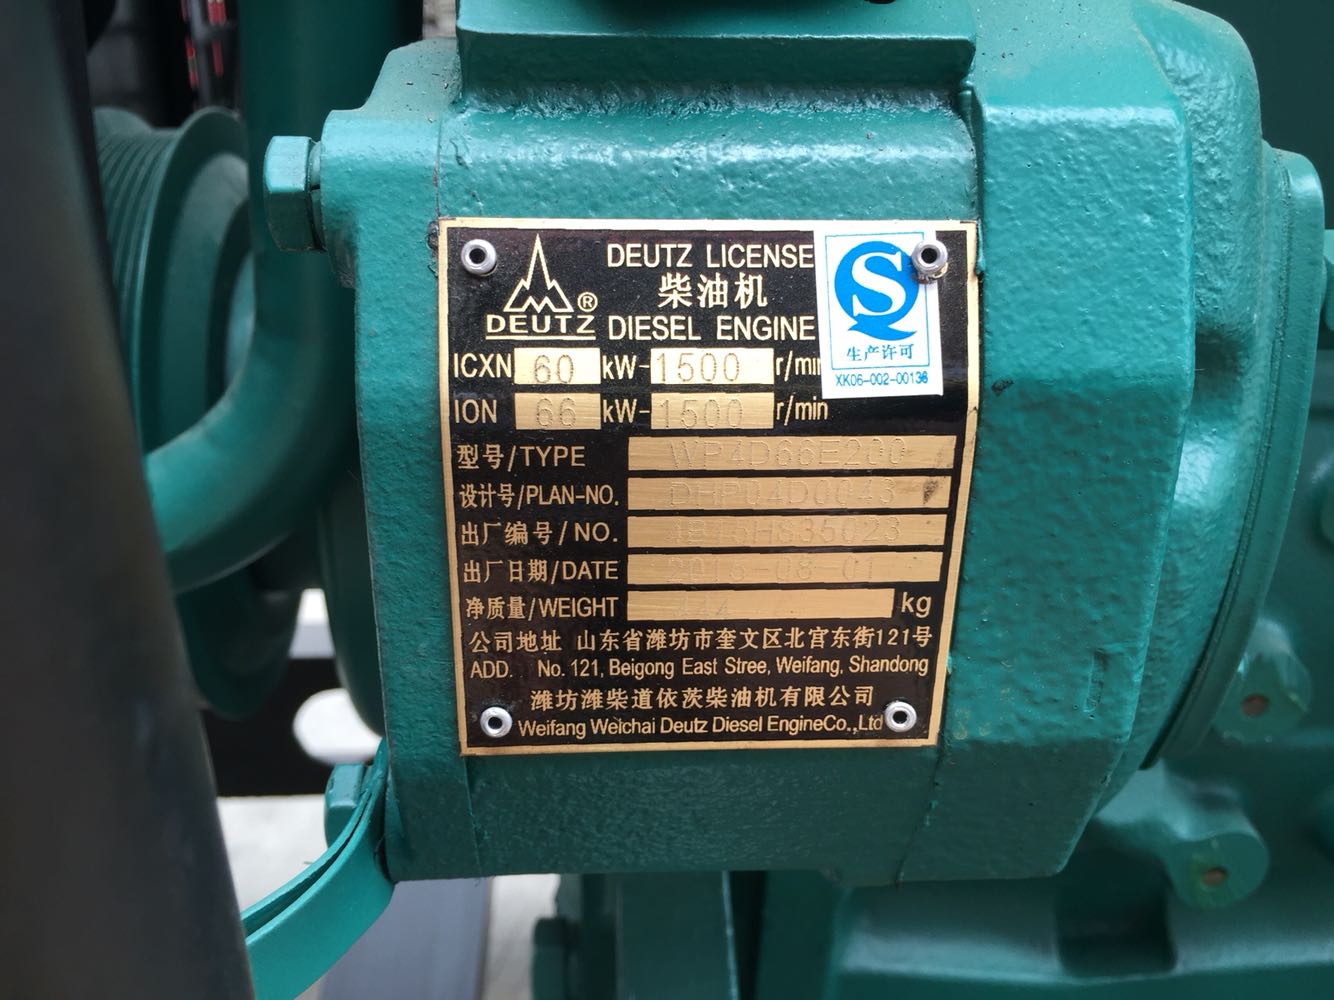 DEUTZ LICENSE
柴油机
® DEUTZ DIESEL ENGINE
S
生产许可
XK06-002-00136
ICXN 60 kW-1500 r/min
ION 66 kW-1500 r/min
型号/TYPE WP4D66E200
设计号/PLAN-NO. DHP04D0043
出厂编号/NO.
出厂日期/DATE 2015-08-01
净质量/WEIGHT kg
公司地址 山东省潍坊市奎文区北宫东街121号
ADD. No. 121, Beigong East Stree, Weifang, Shandong
潍坊潍柴道依茨柴油机有限公司
Weifang Weichai Deutz Diesel EngineCo.,Ltd